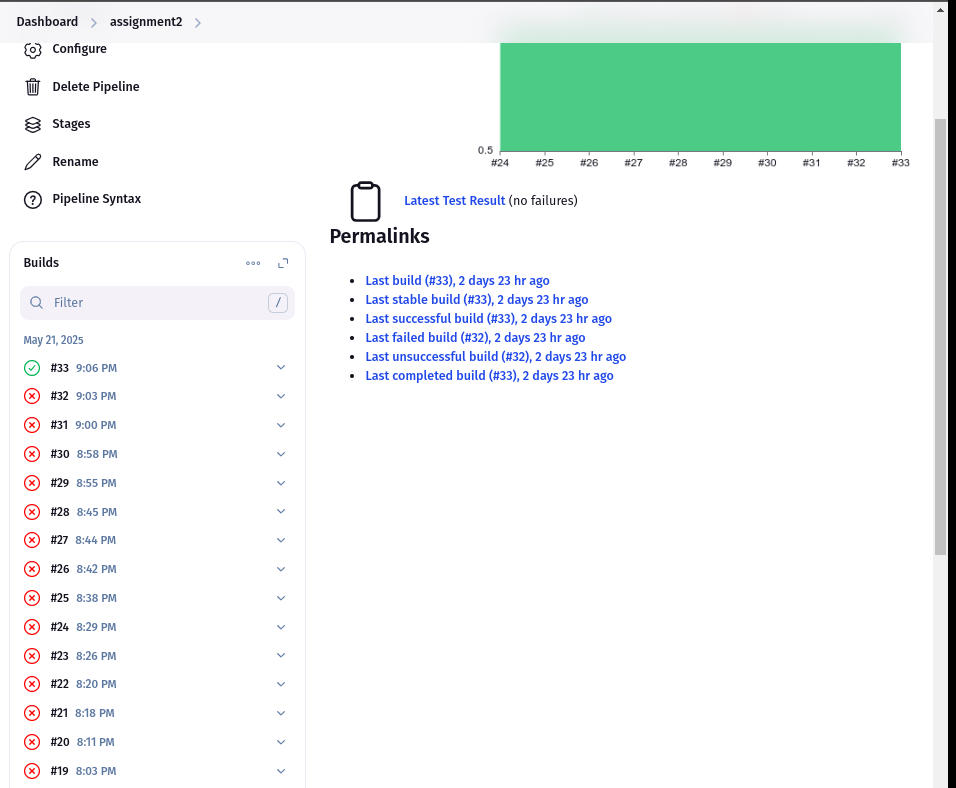 Dashboard
assignment2
Configure
Delete Pipeline
Stages
Rename
Pipeline Syntax
Builds
Filter
/
May 21, 2025
#33 9:06 PM
#32 9:03 PM
#31 9:00 PM
#30 8:58 PM
#29 8:55 PM
#28 8:45 PM
#27 8:44 PM
#26 8:42 PM
#25 8:38 PM
#24 8:29 PM
#23 8:26 PM
#22 8:20 PM
#21 8:18 PM
#20 8:11 PM
#19 8:03 PM
0.5
#24 #25 #26 #27 #28 #29 #30 #31 #32 #33
Latest Test Result (no failures)
Permalinks
Last build (#33), 2 days 23 hr ago
Last stable build (#33), 2 days 23 hr ago
Last successful build (#33), 2 days 23 hr ago
Last failed build (#32), 2 days 23 hr ago
Last unsuccessful build (#32), 2 days 23 hr ago
Last completed build (#33), 2 days 23 hr ago